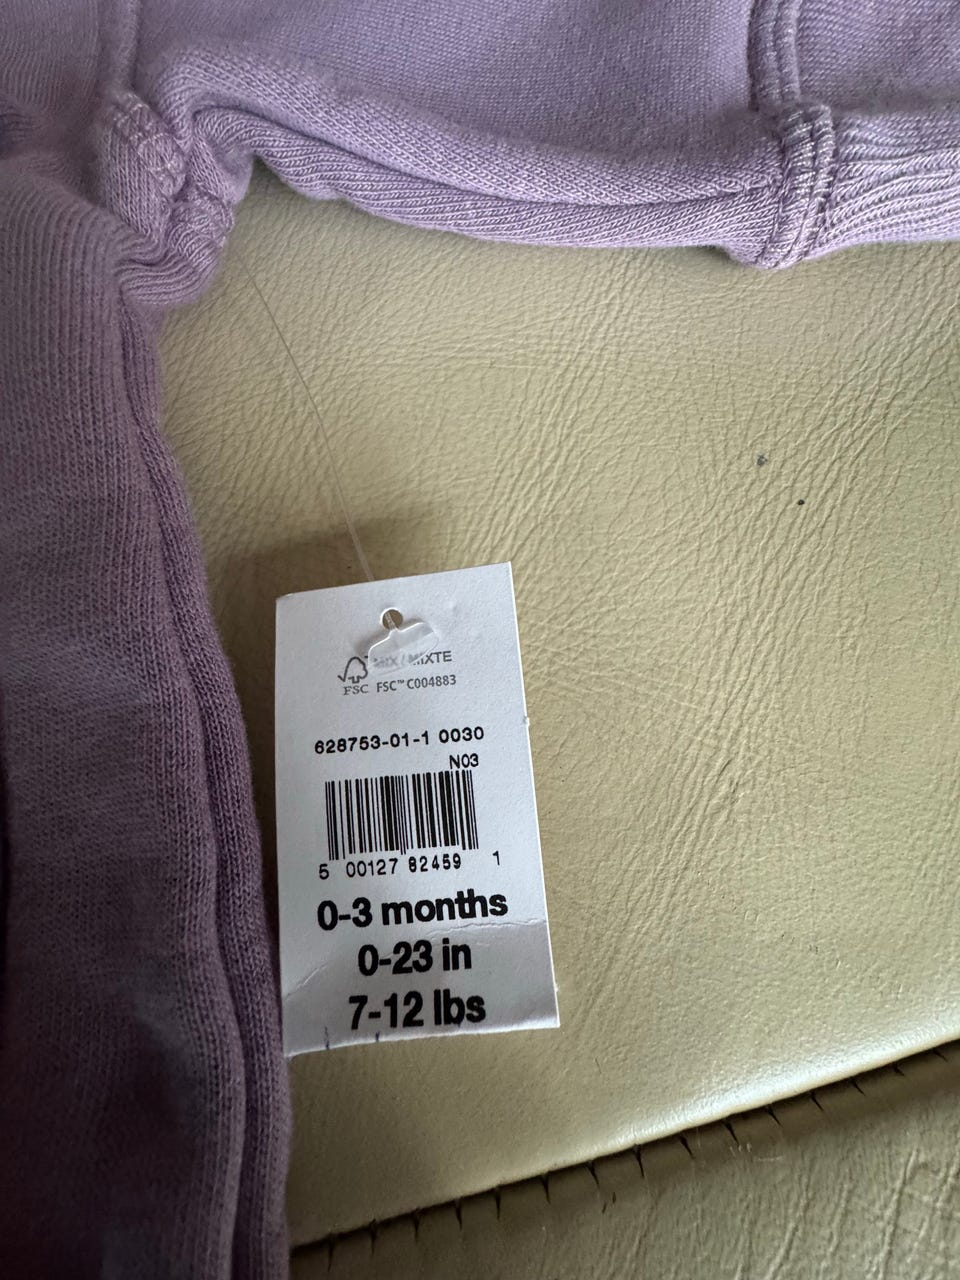 MIX / MIXTE
FSC FSC™ C004883
628753-01-1 0030
N03
5 00127 82459 1
0-3 months
0-23 in
7-12 lbs